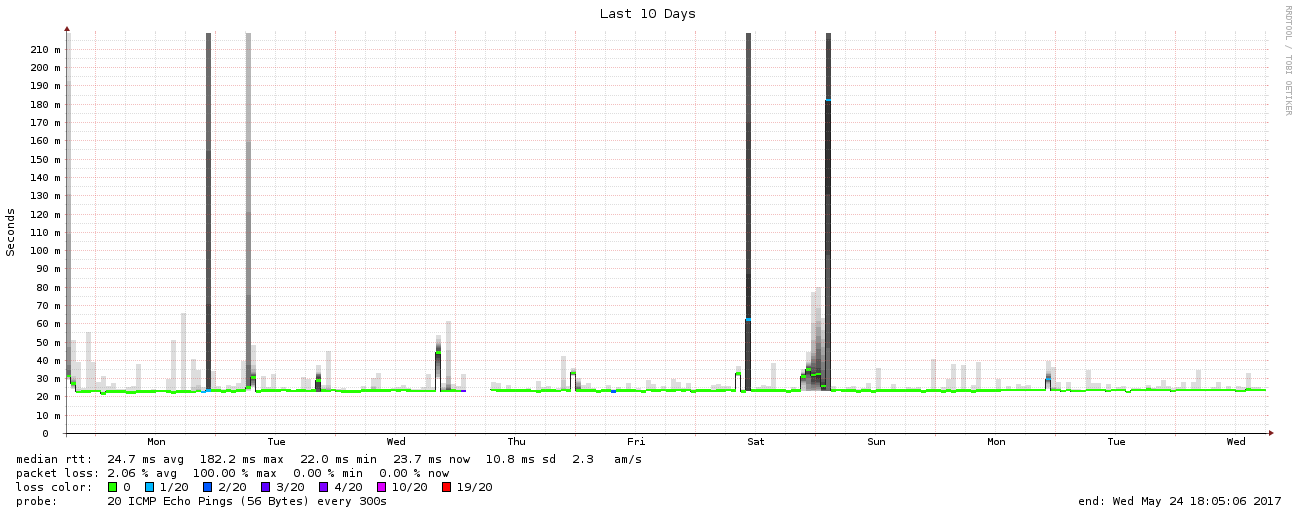 Last 10 Days
RRDTOOL / TOBI OETIKER
Seconds
210 m
200 m
190 m
180 m
170 m
160 m
150 m
140 m
130 m
120 m
110 m
100 m
90 m
80 m
70 m
60 m
50 m
40 m
30 m
20 m
10 m
0
Mon Tue Wed Thu Fri Sat Sun Mon Tue Wed
median rtt: 24.7 ms avg 182.2 ms max 22.0 ms min 23.7 ms now 10.8 ms sd 2.3 am/s
packet loss: 2.06 % avg 100.00 % max 0.00 % min 0.00 % now
loss color: 0 1/20 2/20 3/20 4/20 10/20 19/20
probe: 20 ICMP Echo Pings (56 Bytes) every 300s end: Wed May 24 18:05:06 2017